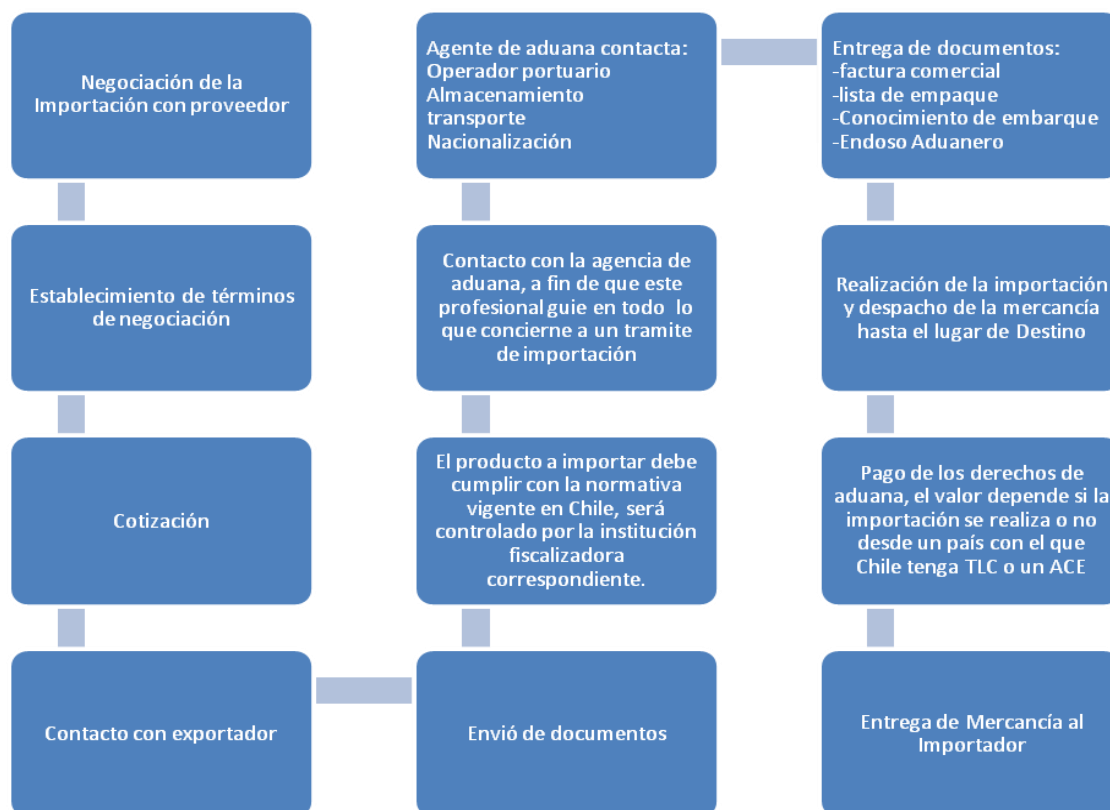 Negociación de la
Importación con proveedor
Establecimiento de términos
de negociación
Cotización
Contacto con exportador
Envió de documentos
El producto a importar debe
cumplir con la normativa
vigente en Chile, será
controlado por la institución
fiscalizadora
correspondiente.
Contacto con la agencia de
aduana, a fin de que este
profesional guie en todo lo
que concierne a un tramite
de importación
Agente de aduana contacta:
Operador portuario
Almacenamiento
transporte
Nacionalización
Entrega de documentos:
-factura comercial
-lista de empaque
-Conocimiento de embarque
-Endoso Aduanero
Realización de la importación
y despacho de la mercancía
hasta el lugar de Destino
Pago de los derechos de
aduana, el valor depende si la
importación se realiza o no
desde un país con el que
Chile tenga TLC o un ACE
Entrega de Mercancía al
Importador